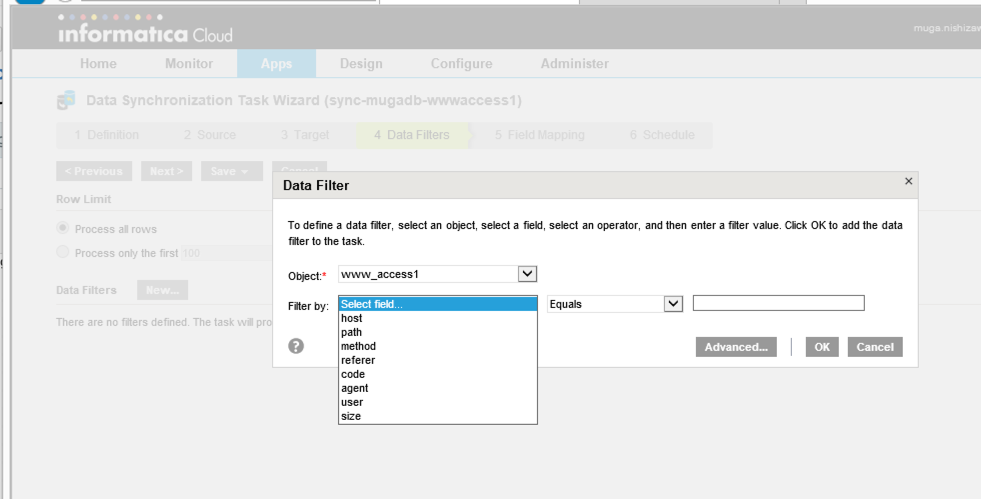 informatica Cloud
muga.nishizaw
Home Monitor Apps Design Configure Administer
Data Synchronization Task Wizard (sync-mugadb-wwwaccess1)
1 Definition 2 Source 3 Target 4 Data Filters 5 Field Mapping 6 Schedule
< Previous Next > Save Cancel
Row Limit
Process all rows
Process only the first 100
Data Filters New...
There are no filters defined. The task will pro
Data Filter ×
To define a data filter, select an object, select a field, select an operator, and then enter a filter value. Click OK to add the data
filter to the task.
Object:* www_access1
Filter by: Select field... Equals
host
path
method
referer
code
agent
user
size
? Advanced... OK Cancel